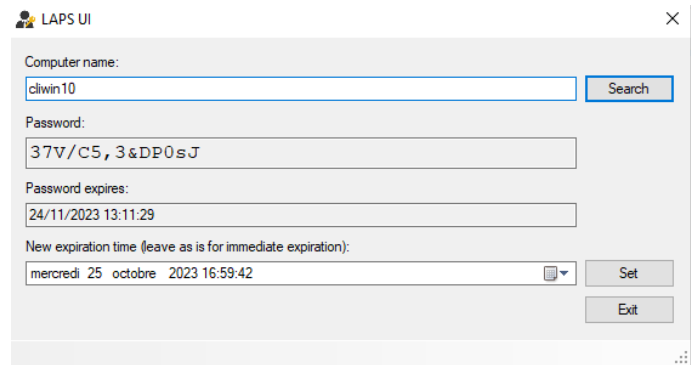 LAPS UI
Computer name:
cliwin10
Search
Password:
37V/C5,3&DP0sJ
Password expires:
24/11/2023 13:11:29
New expiration time (leave as is for immediate expiration):
mercredi 25 octobre 2023 16:59:42
Set
Exit